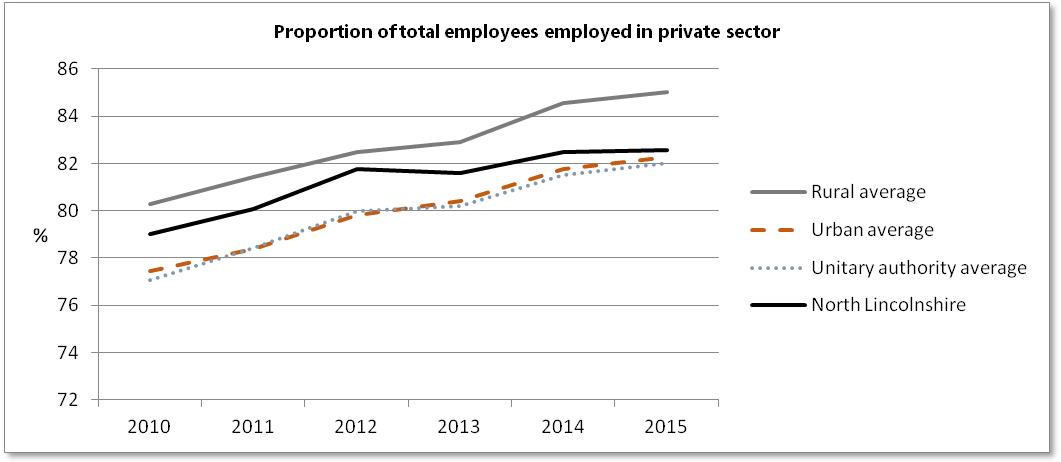 Proportion of total employees employed in private sector
86
84
82
80
78
76
74
72
%
2010 2011 2012 2013 2014 2015
Rural average
Urban average
Unitary authority average
North Lincolnshire